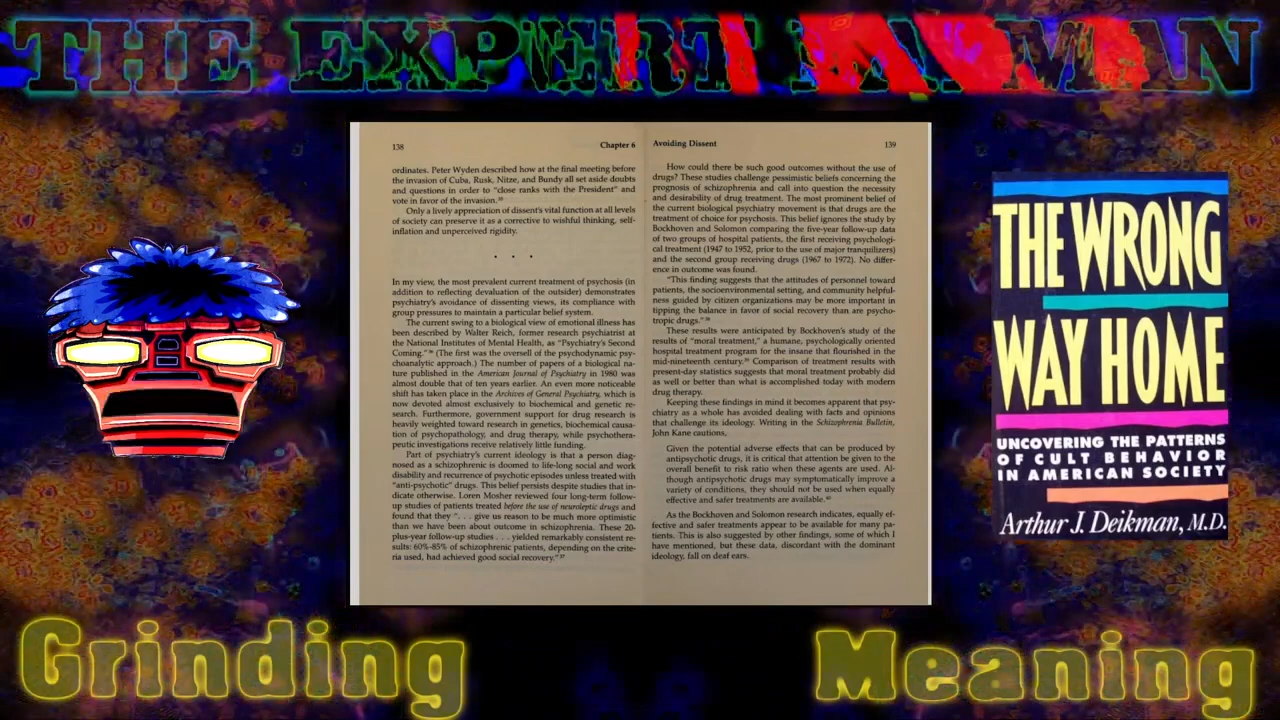 THE EXPERT LAYMAN
138
Chapter 6
ordinates. Peter Wyden described how at the final meeting before
the invasion of Cuba, Rusk, Nitze, and Bundy all set aside doubts
and questions in order to “close ranks with the President” and
vote in favor of the invasion.
Only a lively appreciation of dissent's vital function at all levels
of society can preserve it as a corrective to wishful thinking, self-
inflation and unperceived rigidity.
• • •
In my view, the most prevalent current treatment of psychosis (in
addition to reflecting devaluation of the outsider) demonstrates
psychiatry's avoidance of dissenting views, its compliance with
group pressures to maintain a particular belief system.
The current swing to a biological view of emotional illness has
been described by Walter Reich, former research psychiatrist at
the National Institutes of Mental Health, as “Psychiatry's Second
Coming.” (The first was the oversell of the psychodynamic psy-
choanalytic approach.) The number of papers of a biological na-
ture published in the American Journal of Psychiatry in 1980 was
almost double that of ten years earlier. An even more noticeable
shift has taken place in the Archives of General Psychiatry, which is
now devoted almost exclusively to biochemical and genetic re-
search. Furthermore, government support for drug research is
heavily weighted toward research in genetics, biochemical causa-
tion of psychopathology, and drug therapy, while psychothera-
peutic investigations receive relatively little funding.
Part of psychiatry's current ideology is that a person diag-
nosed as a schizophrenic is doomed to life-long social and work
disability and recurrence of psychotic episodes unless treated with
“anti-psychotic” drugs. This belief persists despite studies that in-
dicate otherwise. Loren Mosher reviewed four long-term follow-
up studies of patients treated before the use of neuroleptic drugs and
found that they “. . . give us reason to be much more optimistic
than we have been about outcome in schizophrenia. These 20-
plus-year follow-up studies . . . yielded remarkably consistent re-
sults: 60%-85% of schizophrenic patients, depending on the crite-
ria used, had achieved good social recovery.” 37
Avoiding Dissent
139
How could there be such good outcomes without the use of
drugs? These studies challenge pessimistic beliefs concerning the
prognosis of schizophrenia and call into question the necessity
and desirability of drug treatment. The most prominent belief of
the current biological psychiatry movement is that drugs are the
treatment of choice for psychosis. This belief ignores the study by
Bockhoven and Solomon comparing the five-year follow-up data
of two groups of hospital patients, the first receiving psychologi-
cal treatment (1947 to 1952, prior to the use of major tranquilizers)
and the second group receiving drugs (1967 to 1972). No differ-
ence in outcome was found.
“This finding suggests that the attitudes of personnel toward
patients, the socioenvironmental setting, and community helpful-
ness guided by citizen organizations may be more important in
tipping the balance in favor of social recovery than are psycho-
tropic drugs.” 38
These results were anticipated by Bockhoven's study of the
results of “moral treatment,” a humane, psychologically oriented
hospital treatment program for the insane that flourished in the
mid-nineteenth century.39 Comparison of treatment results with
present-day statistics suggests that moral treatment probably did
as well or better than what is accomplished today with modern
drug therapy.
Keeping these findings in mind it becomes apparent that psy-
chiatry as a whole has avoided dealing with facts and opinions
that challenge its ideology. Writing in the Schizophrenia Bulletin,
John Kane cautions,
Given the potential adverse effects that can be produced by
antipsychotic drugs, it is critical that attention be given to the
overall benefit to risk ratio when these agents are used. Al-
though antipsychotic drugs may symptomatically improve a
variety of conditions, they should not be used when equally
effective and safer treatments are available.40
As the Bockhoven and Solomon research indicates, equally ef-
fective and safer treatments appear to be available for many pa-
tients. This is also suggested by other findings, some of which I
have mentioned, but these data, discordant with the dominant
ideology, fall on deaf ears.
THE WRONG
WAY HOME
UNCOVERING THE PATTERNS
OF CULT BEHAVIOR
IN AMERICAN SOCIETY
Arthur J. Deikman, M.D.
Grinding
Meaning